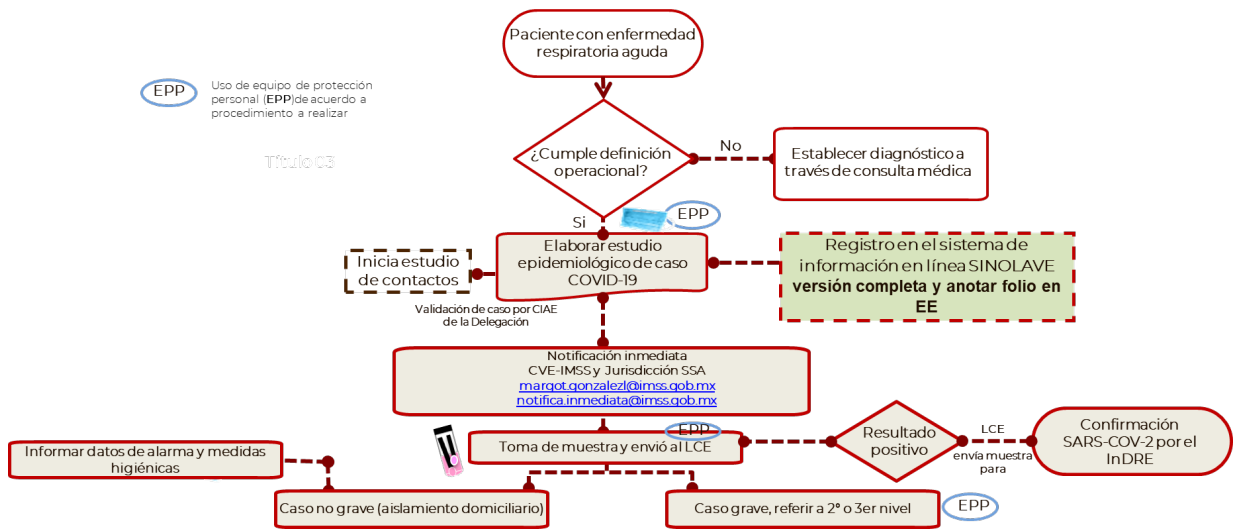 Paciente con enfermedad
respiratoria aguda
EPP
Uso de equipo de protección
personal (EPP)de acuerdo a
procedimiento a realizar
Título 03
¿Cumple definición
operacional?
No
Establecer diagnóstico a
través de consulta médica
Si
EPP
Elaborar estudio
epidemiológico de caso
COVID-19
Inicia estudio
de contactos
Registro en el sistema de
información en línea SINOLAVE
versión completa y anotar folio en
EE
Validación de caso por CIAE
de la Delegación
Notificación inmediata
CVE-IMSS y Jurisdicción SSA
margot.gonzalezl@imss.gob.mx
notifica.inmediata@imss.gob.mx
EPP
Toma de muestra y envió al LCE
Resultado
positivo
LCE
envía muestra
para
Confirmación
SARS-COV-2 por el
InDRE
Informar datos de alarma y medidas
higiénicas
Caso no grave (aislamiento domiciliario)
Caso grave, referir a 2° o 3er nivel
EPP